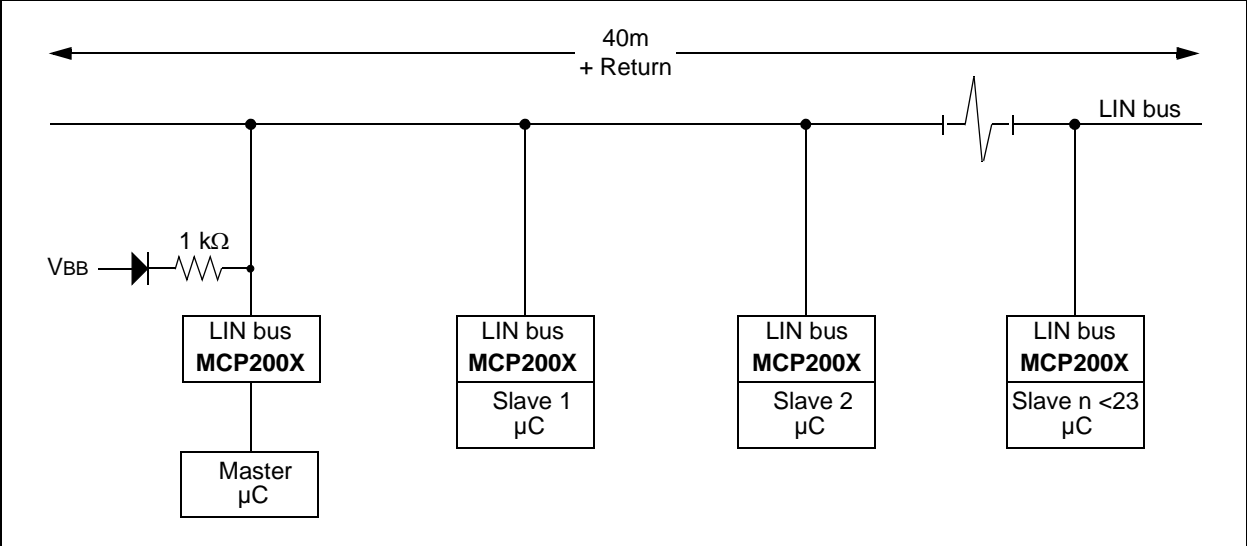 40m
+ Return
LIN bus
1 kΩ
VBB
LIN bus
MCP200X
LIN bus
MCP200X
Slave 1
µC
LIN bus
MCP200X
Slave 2
µC
LIN bus
MCP200X
Slave n <23
µC
Master
µC